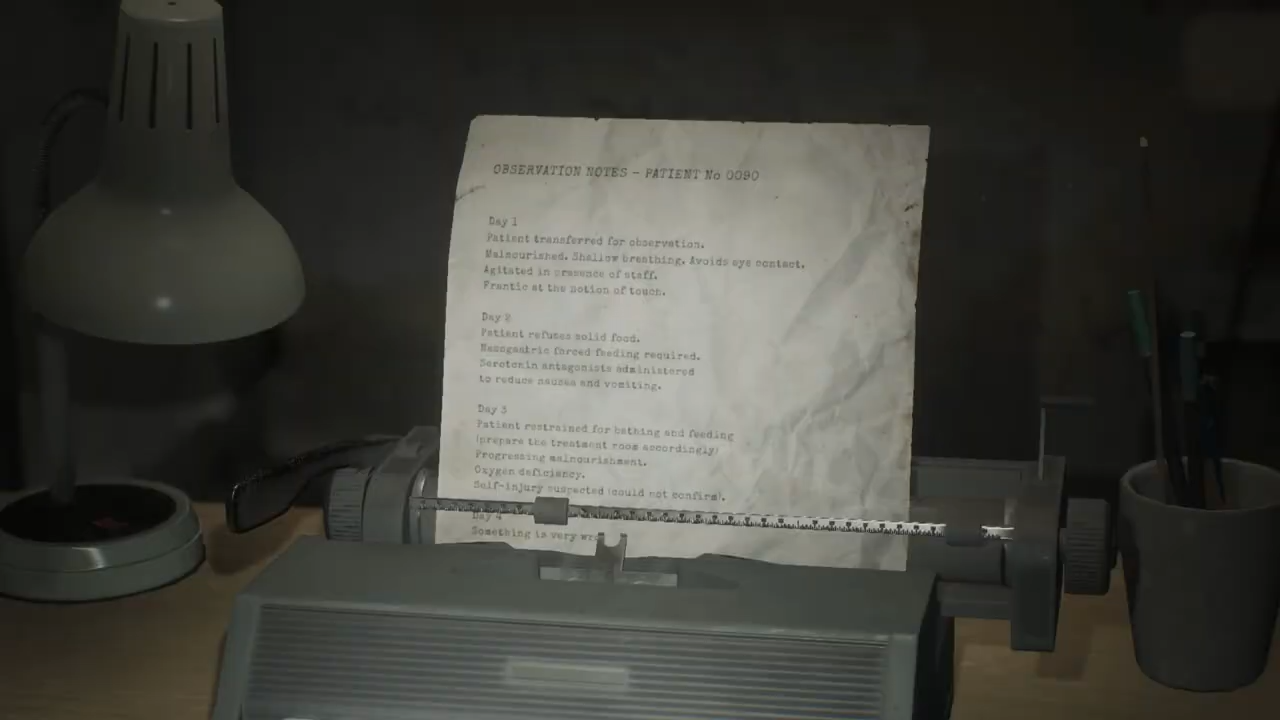 OBSERVATION NOTES - PATIENT No 0090
Day 1
Patient transferred for observation.
Malnourished. Shallow breathing. Avoids eye contact.
Agitated in presence of staff.
Frantic at the notion of touch.
Day 2
Patient refuses solid food.
Nasogastric forced feeding required.
Serotonin antagonists administered
to reduce nausea and vomiting.
Day 3
Patient restrained for bathing and feeding
(prepare the treatment room accordingly)
Progressing malnourishment.
Oxygen deficiency.
Self-injury suspected (could not confirm).
Day 4
Something is very